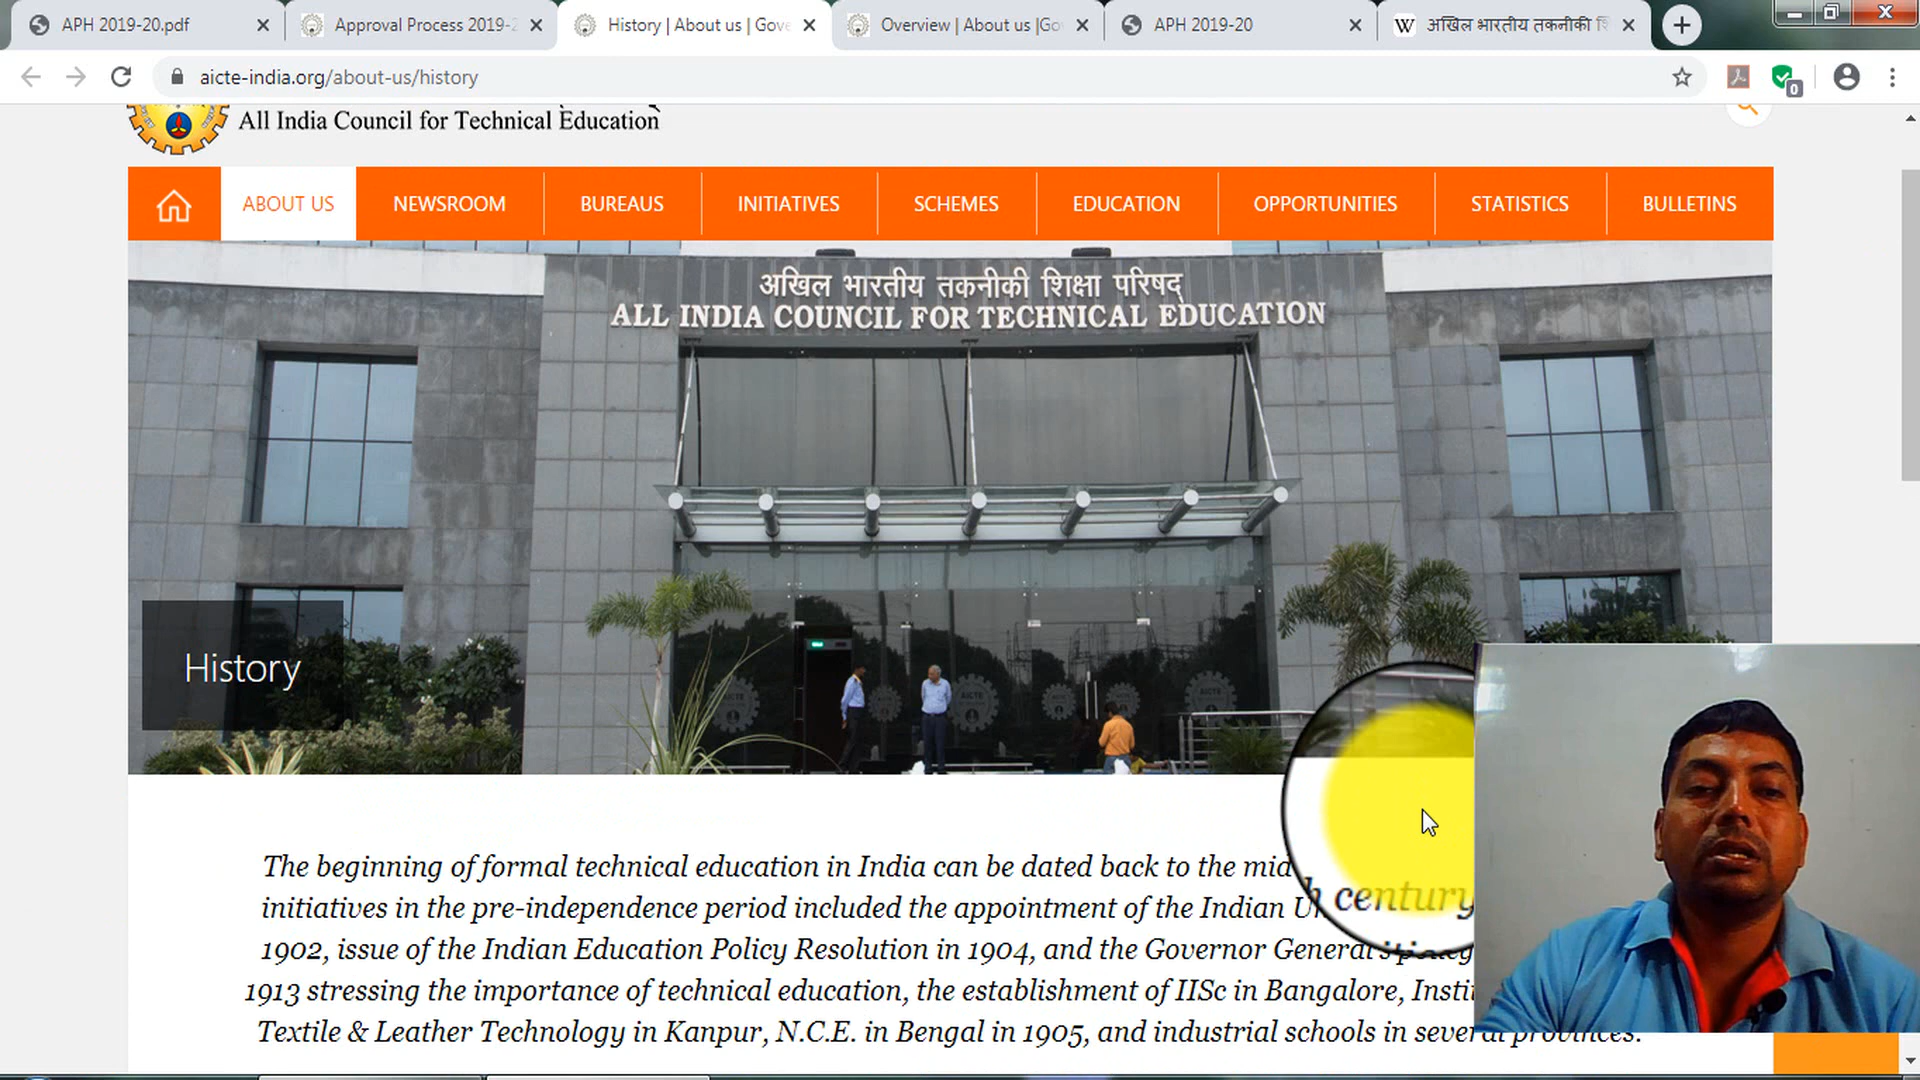 APH 2019-20.pdf
Approval Process 2019-2
History | About us | Gove
Overview | About us |Go
APH 2019-20
W अखिल भारतीय तकनीकी शि
aicte-india.org/about-us/history
0
All India Council for Technical Education
ABOUT US
NEWSROOM
BUREAUS
INITIATIVES
SCHEMES
EDUCATION
OPPORTUNITIES
STATISTICS
BULLETINS
अखिल भारतीय तकनीकी शिक्षा परिषद्
ALL INDIA COUNCIL FOR TECHNICAL EDUCATION
AICTE
History
The beginning of formal technical education in India can be dated back to the mid century
initiatives in the pre-independence period included the appointment of the Indian
1902, issue of the Indian Education Policy Resolution in 1904, and the Governor General's policy
1913 stressing the importance of technical education, the establishment of IISc in Bangalore,
Textile & Leather Technology in Kanpur, N.C.E. in Bengal in 1905, and industrial schools in several provinces.